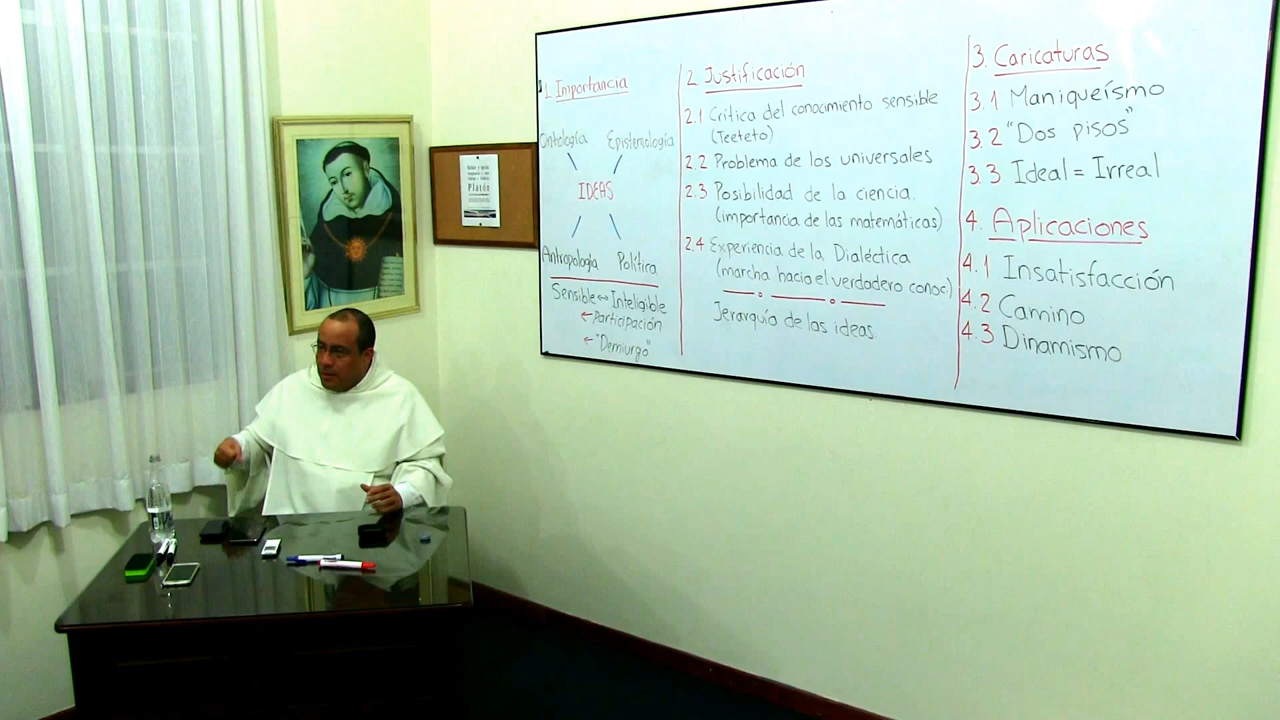 1. Importancia
Ontología Epistemología
IDEAS
Antropología Política
Sensible ↔ Inteligible
← Participación
← "Demiurgo"
2. Justificación
2.1 Crítica del conocimiento sensible
(Teeteto)
2.2 Problema de los universales
2.3 Posibilidad de la ciencia.
(importancia de las matemáticas)
2.4 Experiencia de la Dialéctica
(marcha hacia el verdadero conoc)
Jerarquía de las ideas.
3. Caricaturas
3.1 Maniqueísmo
3.2 "Dos pisos"
3.3 Ideal = Irreal
4. Aplicaciones
4.1 Insatisfacción
4.2 Camino
4.3 Dinamismo
Platón